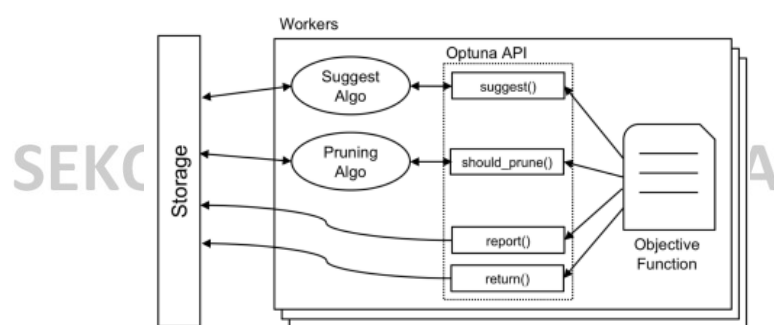 Workers
Optuna API
Suggest
Algo
suggest()
Pruning
Algo
should_prune()
Storage
report()
return()
Objective
Function